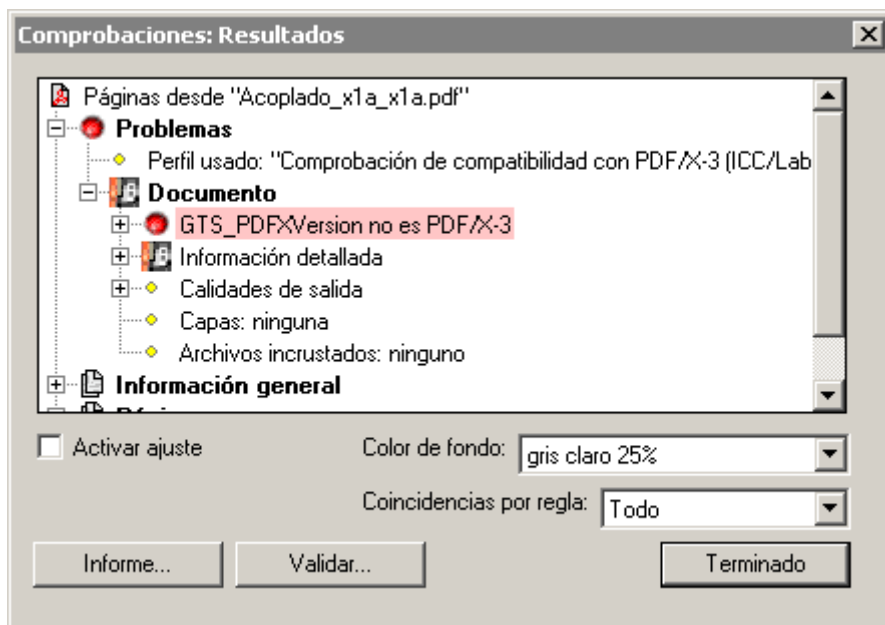 Comprobaciones: Resultados
Páginas desde "Acoplado_x1a_x1a.pdf"
Problemas
Perfil usado: "Comprobación de compatibilidad con PDF/X-3 (ICC/Lab
Documento
GTS_PDFXVersion no es PDF/X-3
Información detallada
Calidades de salida
Capas: ninguna
Archivos incrustados: ninguno
Información general
Activar ajuste
Color de fondo: gris claro 25%
Coincidencias por regla: Todo
Informe... Validar... Terminado